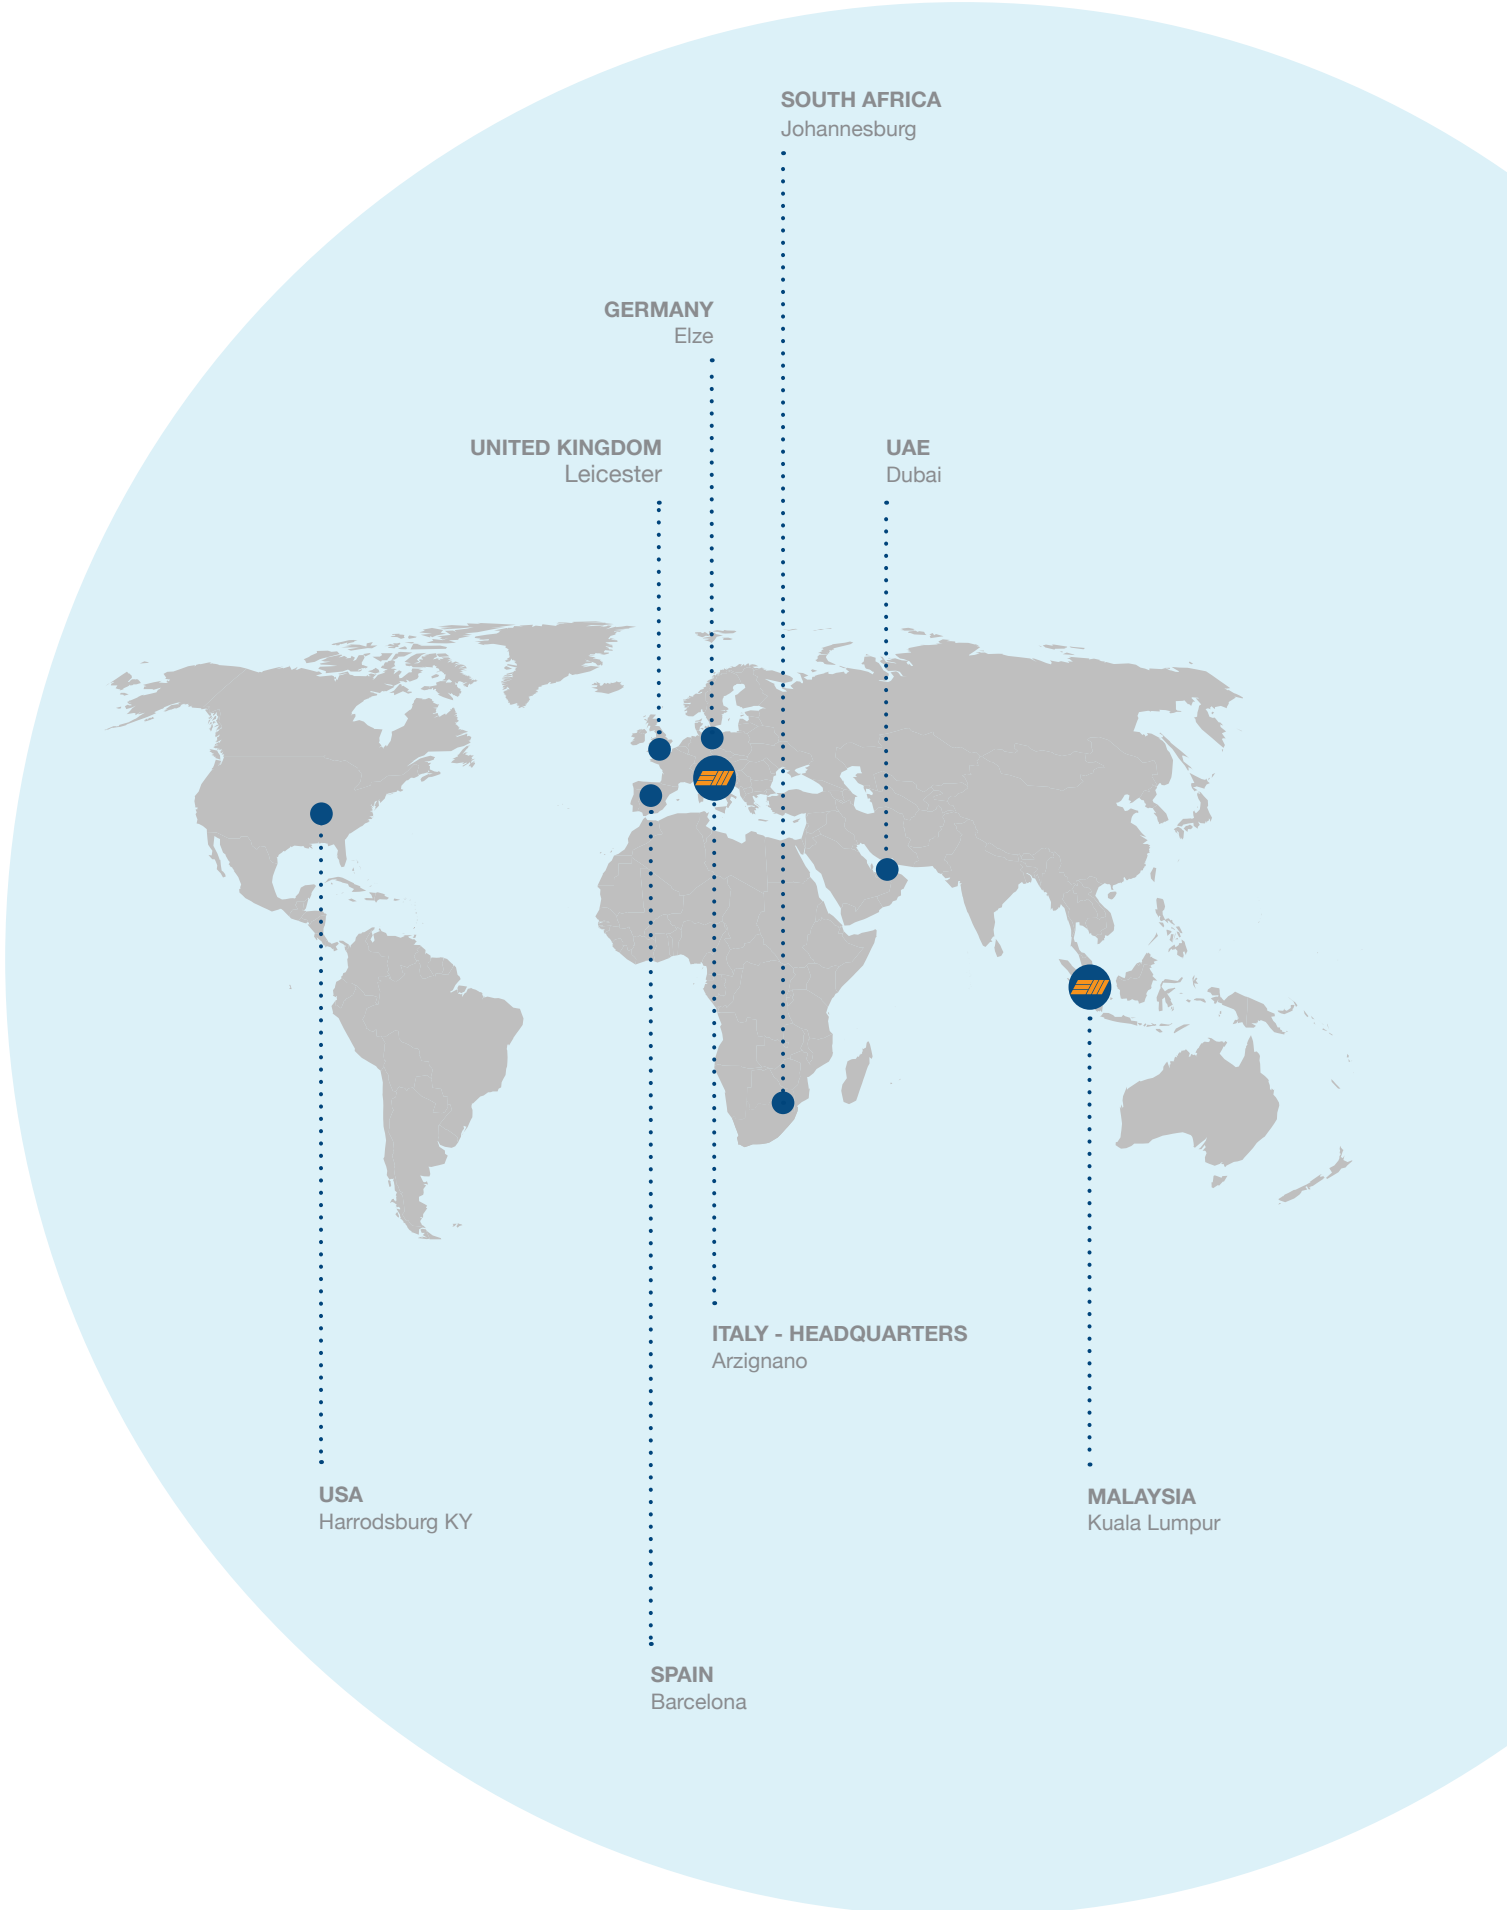 SOUTH AFRICA
Johannesburg
GERMANY
Elze
UNITED KINGDOM
Leicester
UAE
Dubai
ITALY - HEADQUARTERS
Arzignano
USA
Harrodsburg KY
MALAYSIA
Kuala Lumpur
SPAIN
Barcelona